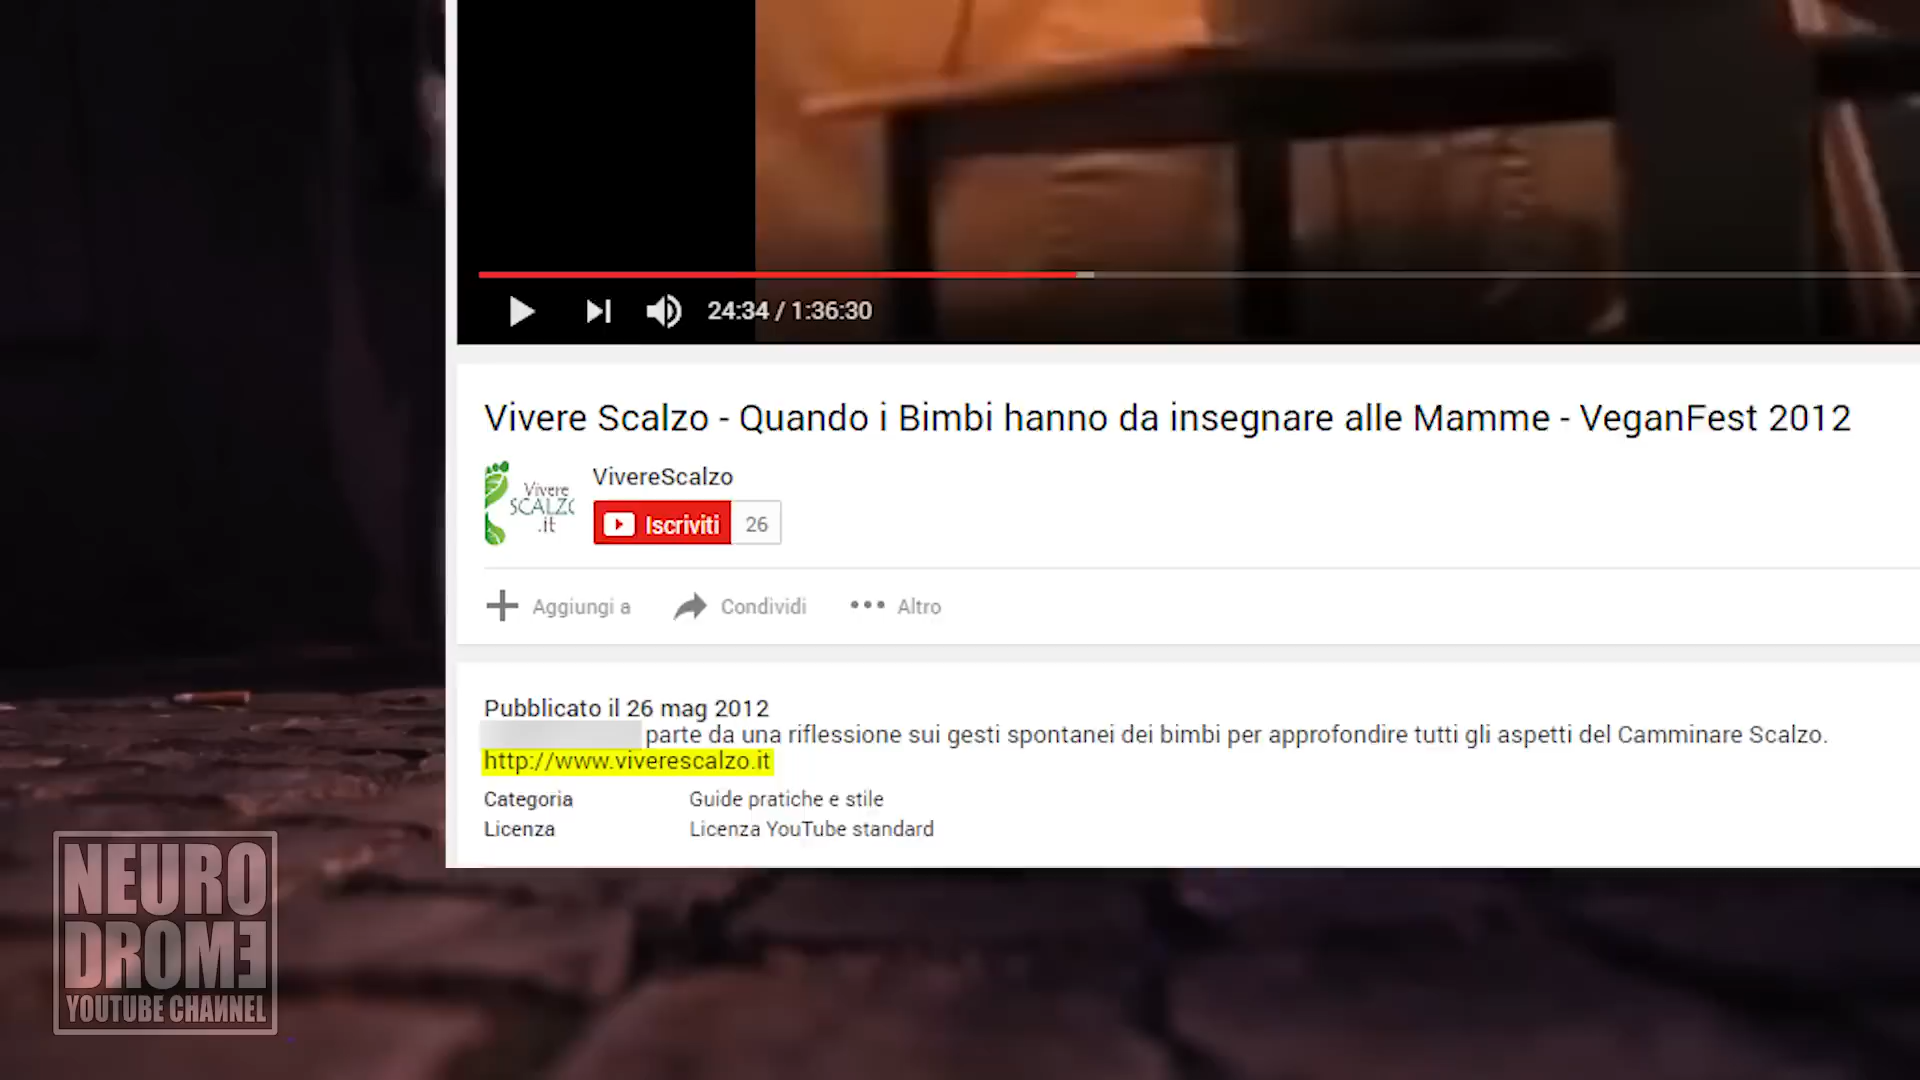 24:34 / 1:36:30
Vivere Scalzo - Quando i Bimbi hanno da insegnare alle Mamme - VeganFest 2012
Vivere
SCALZO
.it
VivereScalzo
Iscriviti 26
Aggiungi a Condividi Altro
Pubblicato il 26 mag 2012
parte da una riflessione sui gesti spontanei dei bimbi per approfondire tutti gli aspetti del Camminare Scalzo.
http://www.viverescalzo.it
Categoria Guide pratiche e stile
Licenza Licenza YouTube standard
NEURO
DROME
YOUTUBE CHANNEL